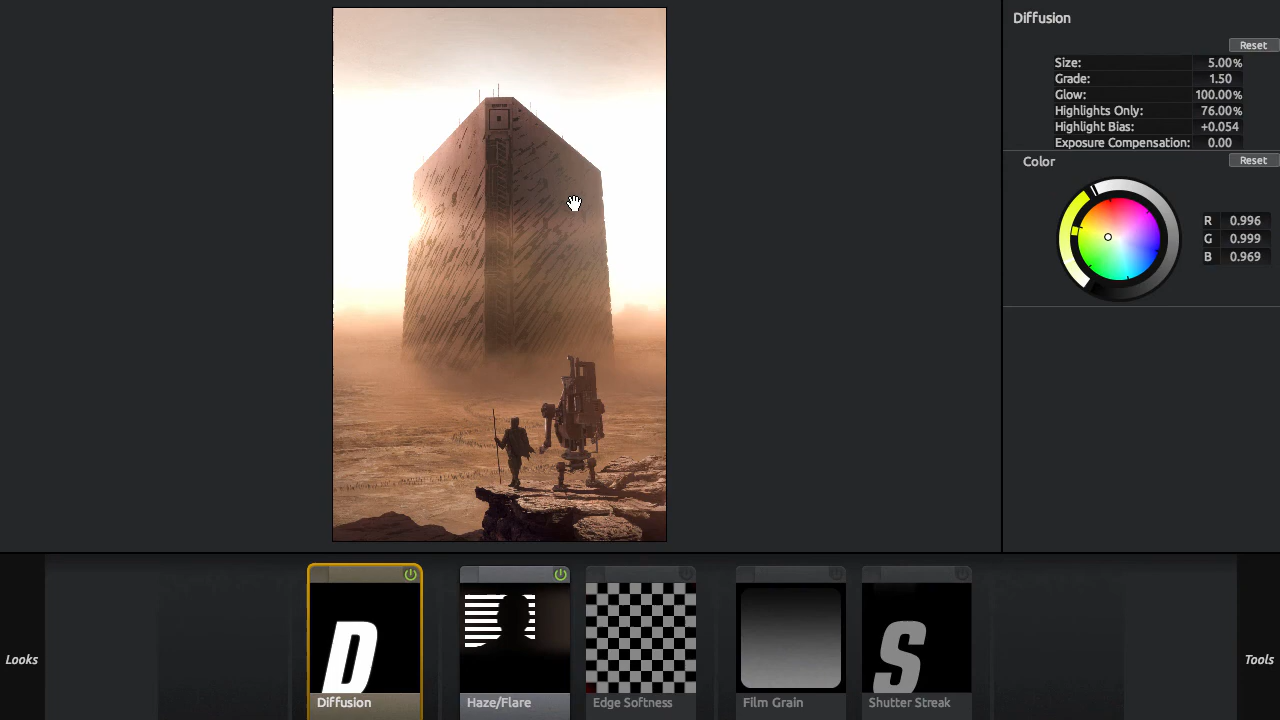 Diffusion
Reset
Size: 5.00%
Grade: 1.50
Glow: 100.00%
Highlights Only: 76.00%
Highlight Bias: +0.054
Exposure Compensation: 0.00
Color
Reset
R 0.996
G 0.999
B 0.969
Looks
Tools
D
S
Diffusion
Haze/Flare
Edge Softness
Film Grain
Shutter Streak